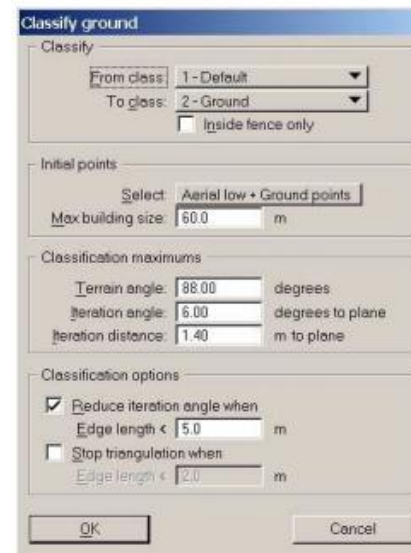 Classify ground
Classify
From class: 1 - Default
To class: 2 - Ground
Inside fence only
Initial points
Select: Aerial low + Ground points
Max building size: 60.0 m
Classification maximums
Terrain angle: 88.00 degrees
Iteration angle: 6.00 degrees to plane
Iteration distance: 1.40 m to plane
Classification options
Reduce iteration angle when
Edge length < 5.0 m
Stop triangulation when
Edge length < 2.0 m
OK Cancel